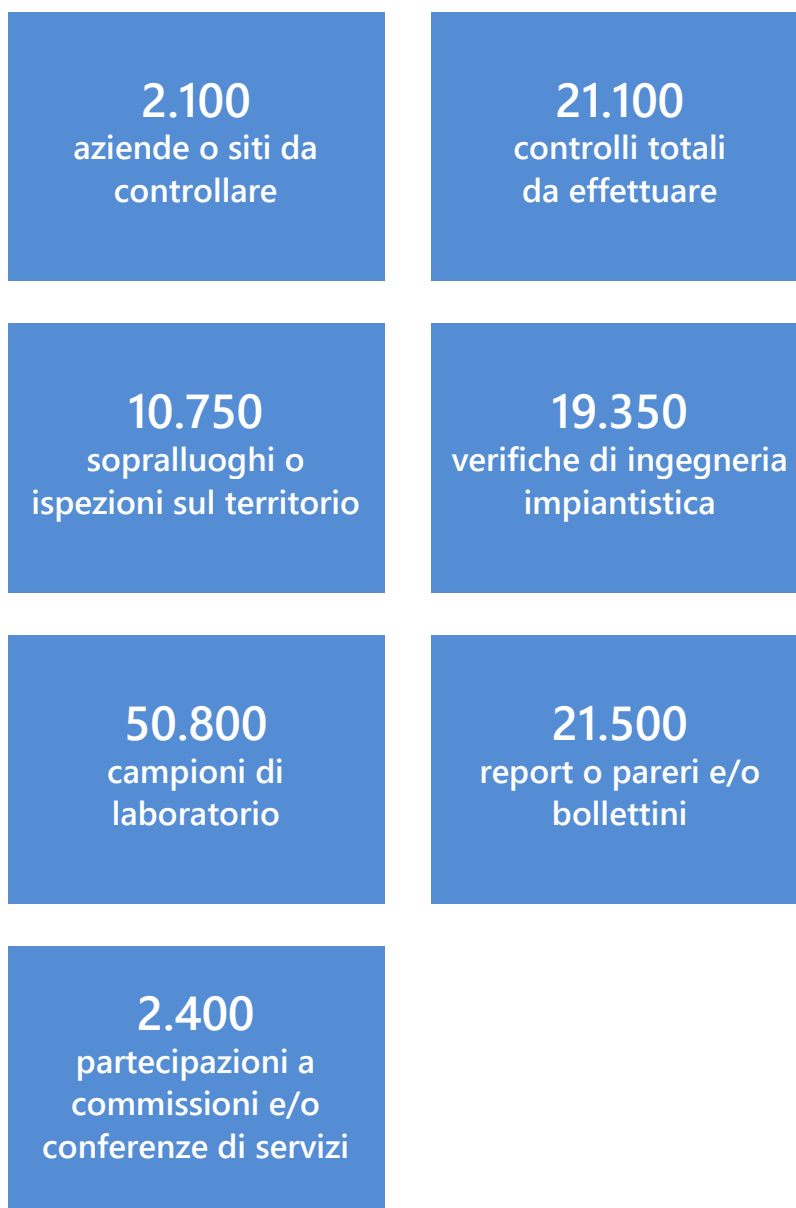 2.100
aziende o siti da
controllare
21.100
controlli totali
da effettuare
10.750
sopralluoghi o
ispezioni sul territorio
19.350
verifiche di ingegneria
impiantistica
50.800
campioni di
laboratorio
21.500
report o pareri e/o
bollettini
2.400
partecipazioni a
commissioni e/o
conferenze di servizi